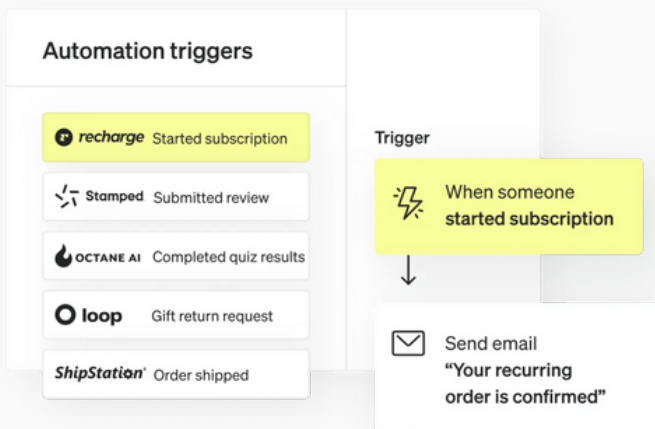 Automation triggers
recharge Started subscription
Stamped Submitted review
OCTANE AI Completed quiz results
loop Gift return request
ShipStation Order shipped
Trigger
When someone
started subscription
Send email
“Your recurring
order is confirmed”